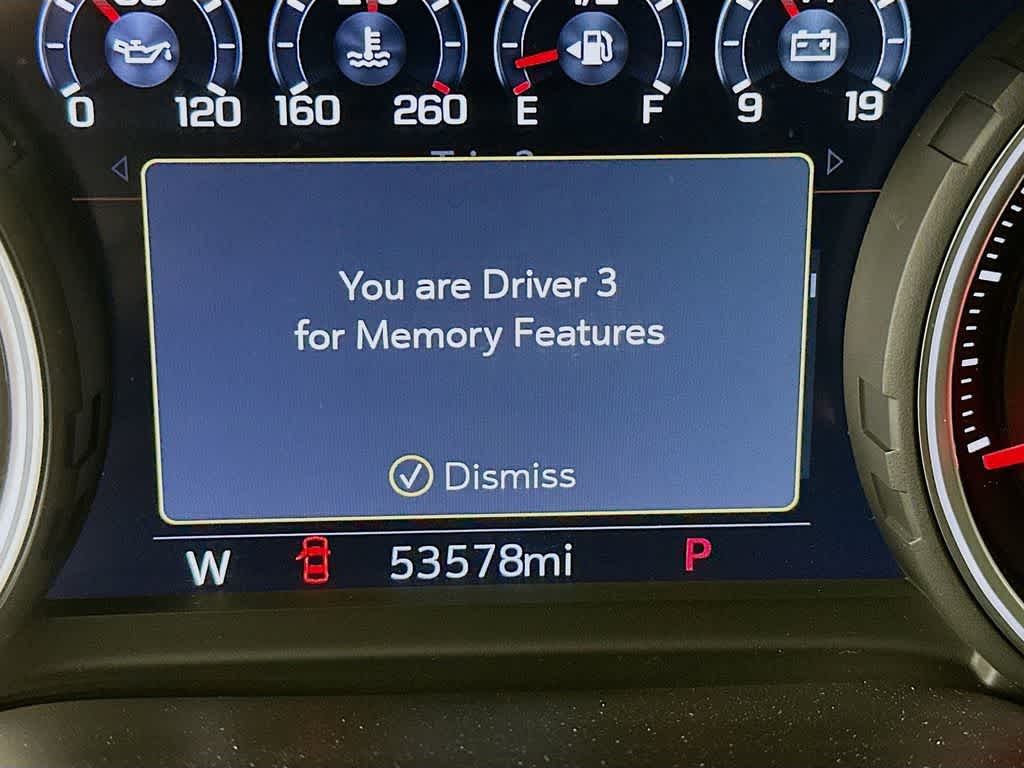 0 120 160 260 E F 9 19
You are Driver 3
for Memory Features
Dismiss
W 53578mi P